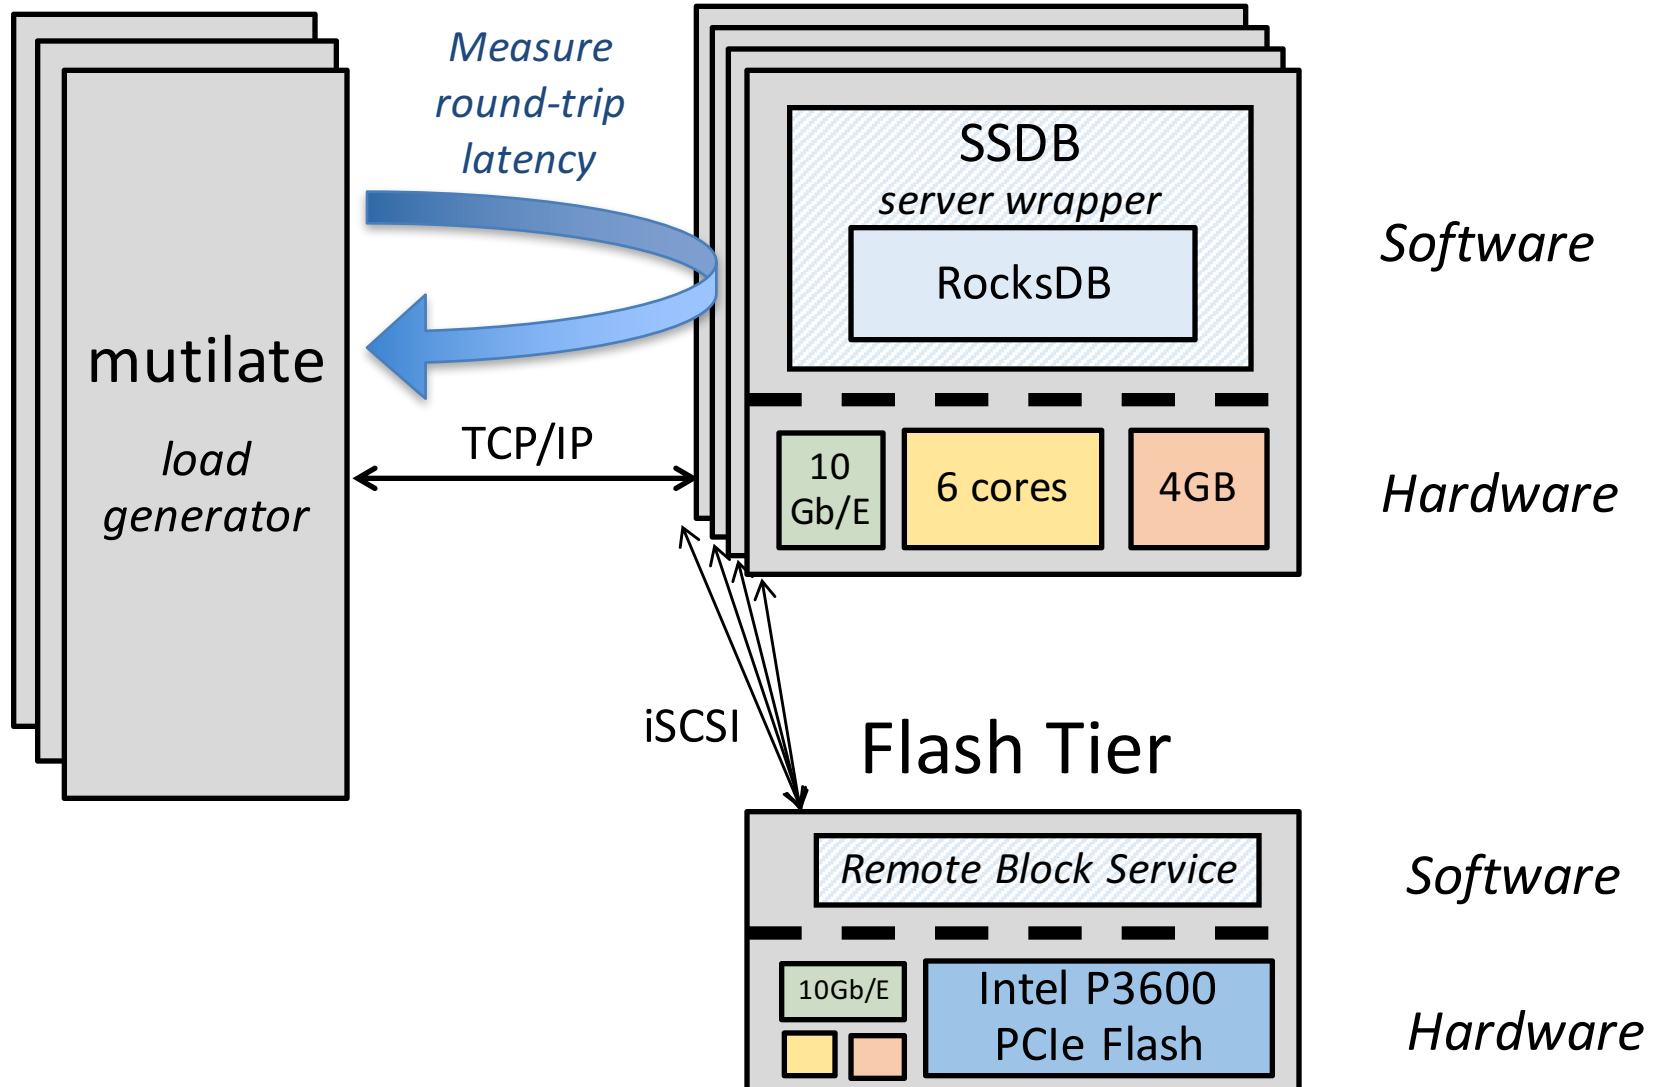 Measure
round-trip
latency
mutilate
load
generator
TCP/IP
SSDB
server wrapper
RocksDB
Software
10
Gb/E
6 cores
4GB
Hardware
iSCSI
Flash Tier
Remote Block Service
Software
10Gb/E
Intel P3600
PCIe Flash
Hardware